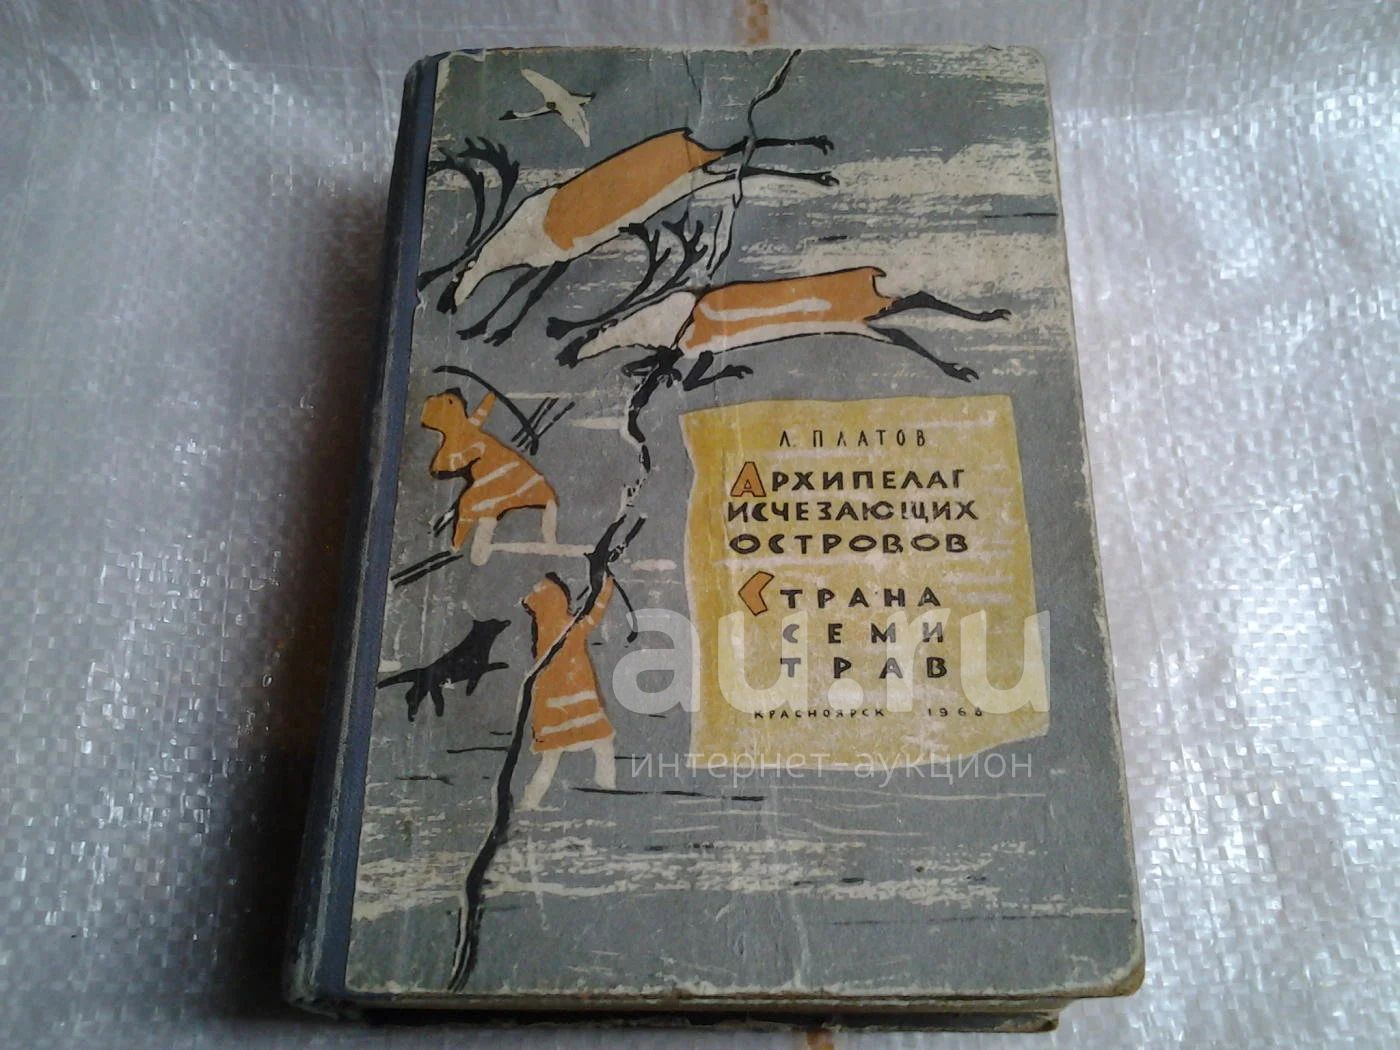 Л. ПЛАТОВ
АРХИПЕЛАГ
ИСЧЕЗАЮЩИХ
ОСТРОВОВ
СТРАНА
СЕМИ
ТРАВ
КРАСНОЯРСК 1968
au.ru
интернет-аукцион